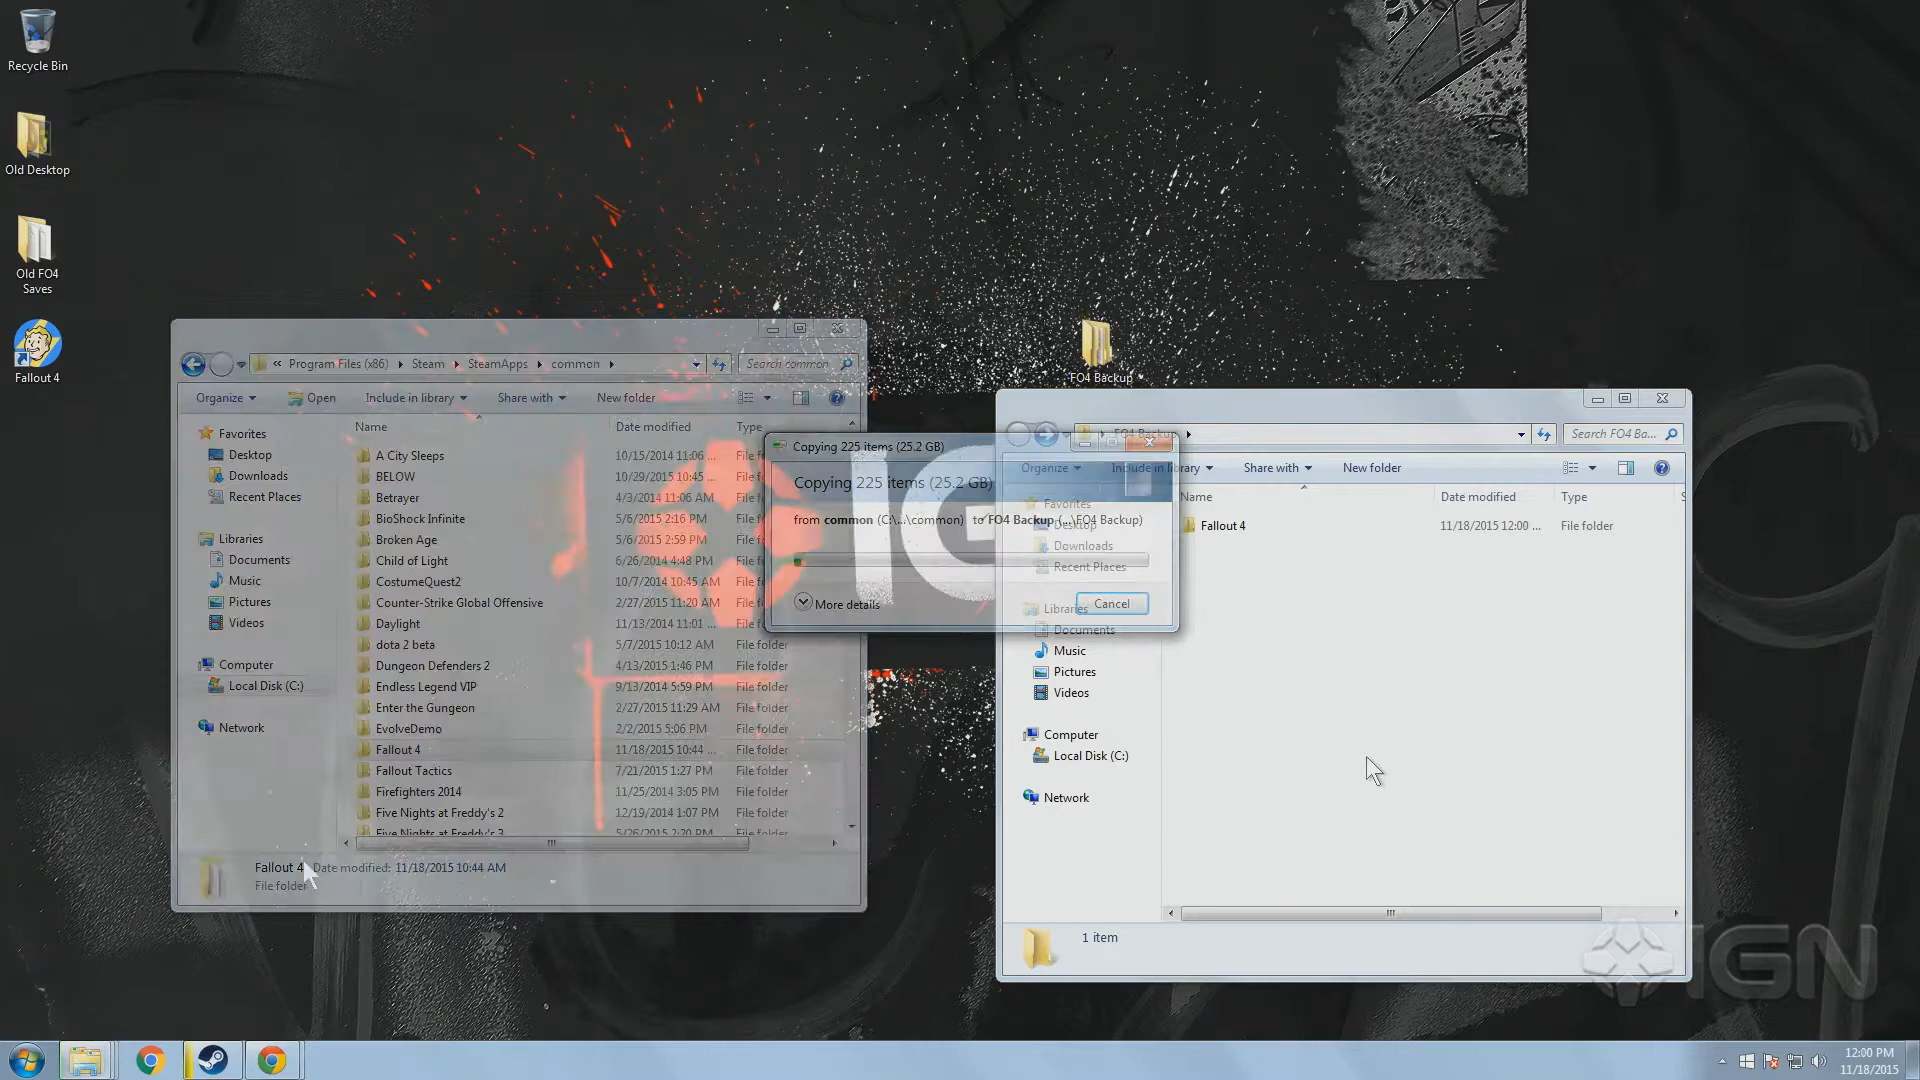 Recycle Bin
Old Desktop
Old FO4
Saves
Fallout 4
FO4 Backup
« Program Files (x86) Steam SteamApps common
Search common
Organize Open Include in library Share with New folder
Name Date modified Type
Favorites
Desktop
Downloads
Recent Places
Libraries
Documents
Music
Pictures
Videos
Computer
Local Disk (C:)
Network
A City Sleeps 10/15/2014 11:06 ...
BELOW 10/29/2015 10:45 ...
Betrayer 4/3/2014 11:06 AM
BioShock Infinite 5/6/2015 2:16 PM
Broken Age 5/6/2015 2:59 PM
Child of Light 6/26/2014 4:48 PM
CostumeQuest2 10/7/2014 10:45 AM
Counter-Strike Global Offensive 2/27/2015 11:20 AM
Daylight 11/13/2014 11:01 ...
dota 2 beta 5/7/2015 10:12 AM File folder
Dungeon Defenders 2 4/13/2015 1:46 PM File folder
Endless Legend VIP 9/13/2014 5:59 PM File folder
Enter the Gungeon 2/27/2015 11:29 AM File folder
EvolveDemo 2/2/2015 5:06 PM File folder
Fallout 4 11/18/2015 10:44 ... File folder
Fallout Tactics 7/21/2015 1:27 PM File folder
Firefighters 2014 11/25/2014 3:05 PM File folder
Five Nights at Freddy's 2 12/19/2014 1:07 PM File folder
Five Nights at Freddy's 3 5/26/2015 2:20 PM File folder
Fallout 4 Date modified: 11/18/2015 10:44 AM
File folder
Copying 225 items (25.2 GB)
Copying 225 items (25.2 GB)
from common (C:\...\common) to FO4 Backup (...\FO4 Backup)
More details
Cancel
FO4 Backup
Search FO4 Ba...
Organize Include in library Share with New folder
Name Date modified Type
Favorites
Desktop
Downloads
Recent Places
Libraries
Documents
Music
Pictures
Videos
Computer
Local Disk (C:)
Network
Fallout 4 11/18/2015 12:00 ... File folder
1 item
IGN
12:00 PM
11/18/2015